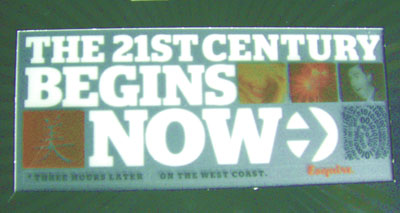 THE 21ST CENTURY
BEGINS
NOW
* THREE HOURS LATER ON THE WEST COAST.
Esquire